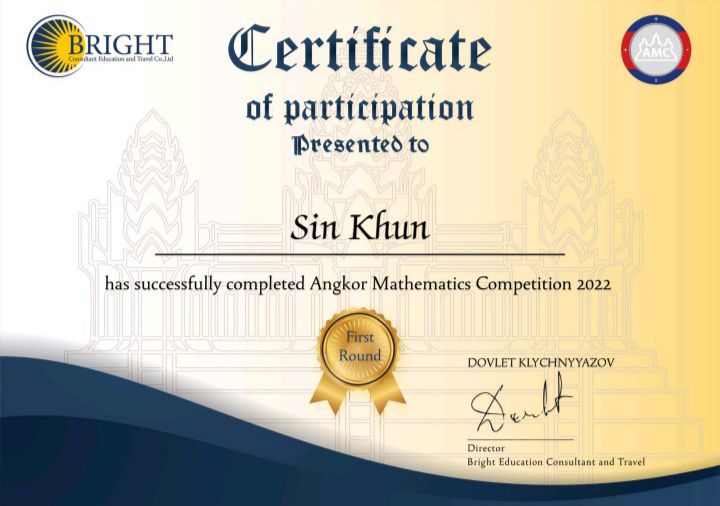 BRIGHT
Consultant Education and Travel Co.,Ltd
AMC
Certificate
of participation
Presented to
Sin Khun
has successfully completed Angkor Mathematics Competition 2022
First
Round
DOVLET KLYCHNYYAZOV
Director
Bright Education Consultant and Travel